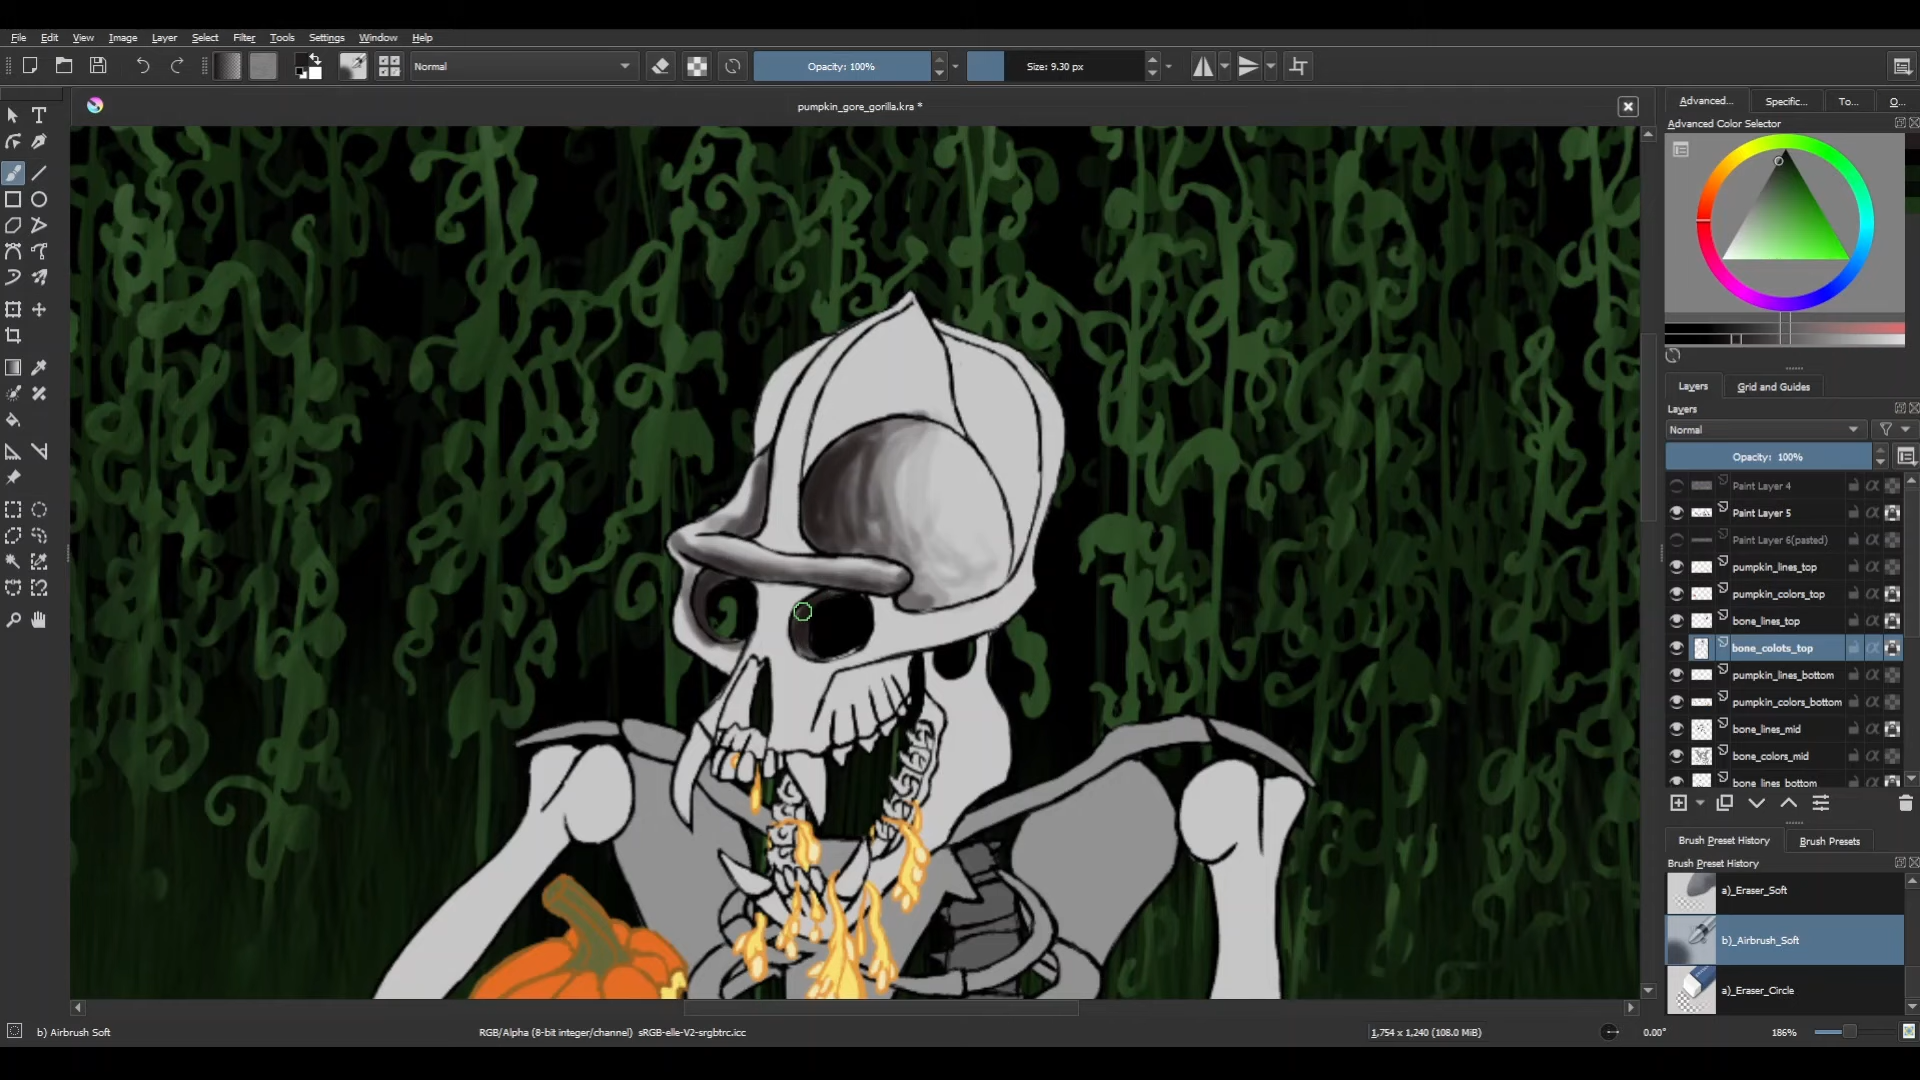 File Edit View Image Layer Select Filter Tools Settings Window Help
Normal
Opacity: 100%
Size: 9.30 px
pumpkin_gore_gorilla.kra *
Advanced... Specific... To... O...
Advanced Color Selector
Layers Grid and Guides
Layers
Normal
Opacity: 100%
Paint Layer 4
Paint Layer 5
Paint Layer 6(pasted)
pumpkin_lines_top
pumpkin_colors_top
bone_lines_top
bone_colots_top
pumpkin_lines_bottom
pumpkin_colors_bottom
bone_lines_mid
bone_colors_mid
bone_lines_bottom
Brush Preset History Brush Presets
Brush Preset History
a)_Eraser_Soft
b)_Airbrush_Soft
a)_Eraser_Circle
b) Airbrush Soft
RGB/Alpha (8-bit integer/channel) sRGB-elle-V2-srgbtrc.icc
1,754 x 1,240 (108.0 MiB)
0.00°
186%